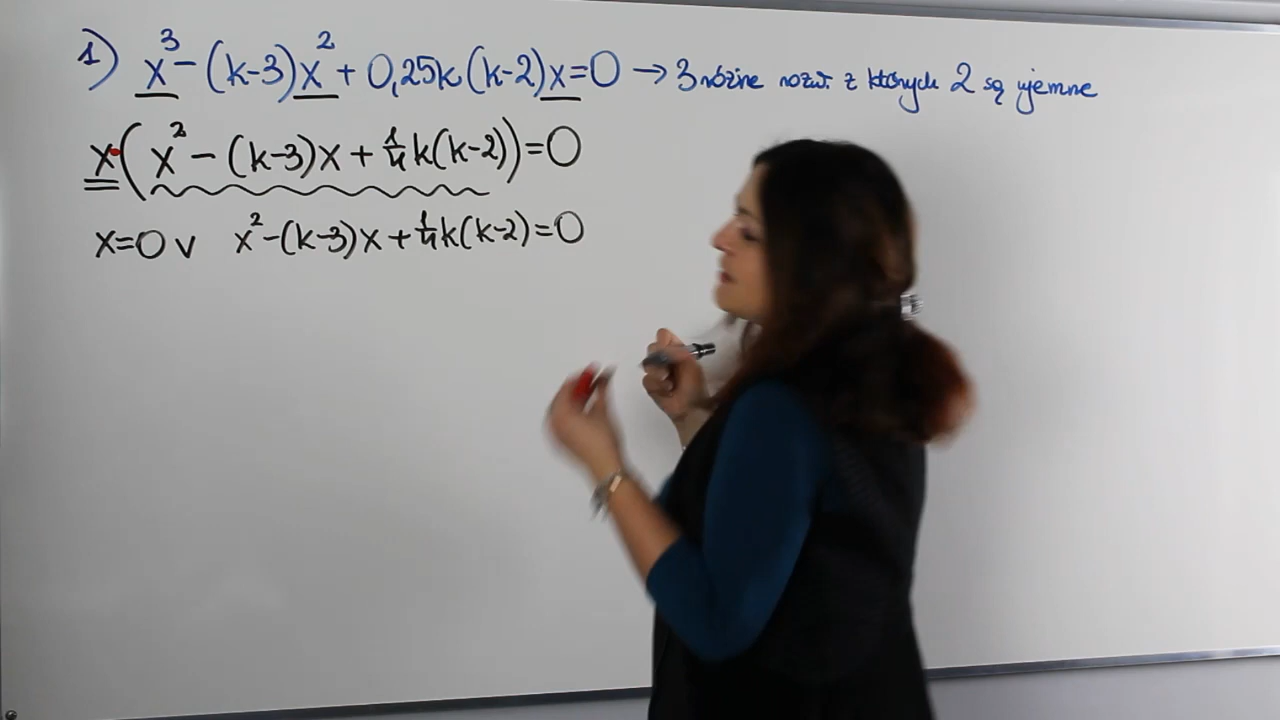 1) x³-(k-3)x²+0,25k(k-2)x=0 → 3 różne rozw. z których 2 są ujemne
x·(x²-(k-3)x+¼k(k-2))=0
x=0 v x²-(k-3)x+¼k(k-2)=0